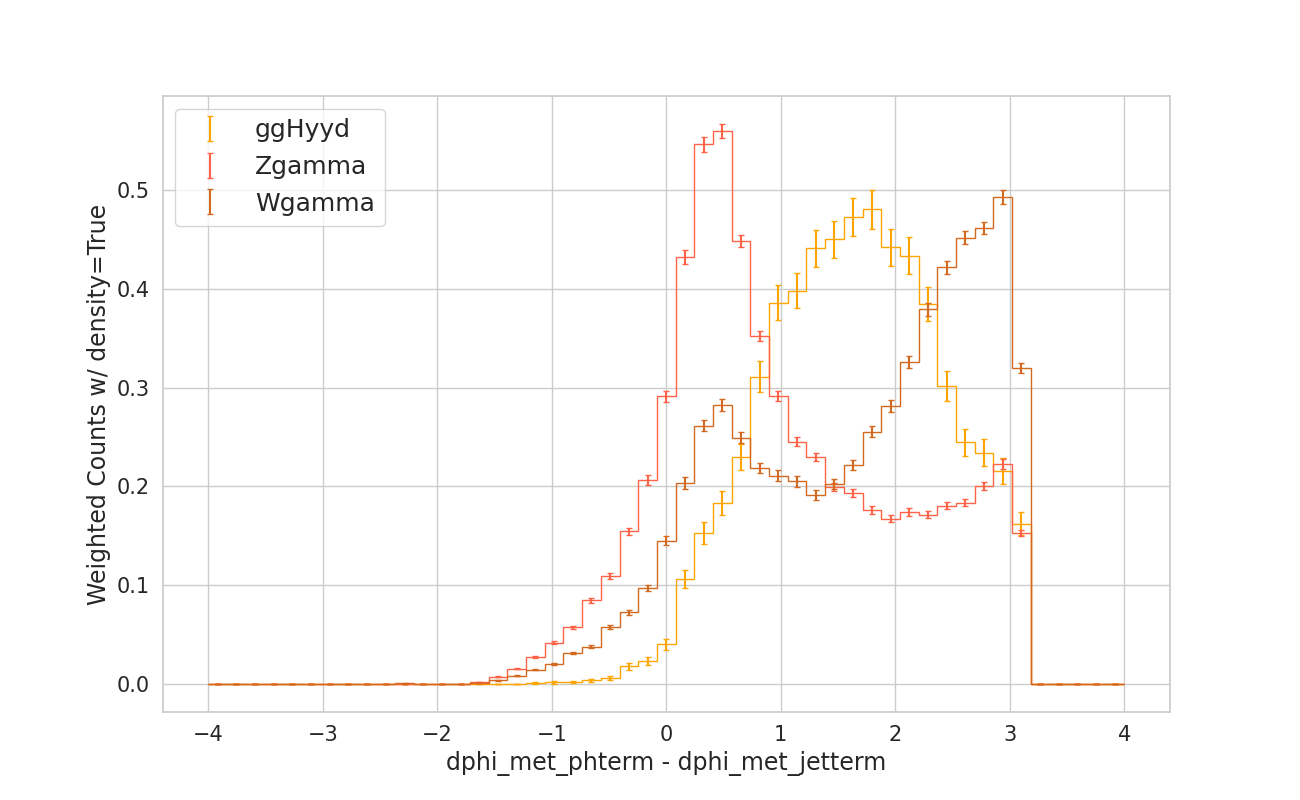 ggHyyd
Zgamma
Wgamma
Weighted Counts w/ density=True
0.5
0.4
0.3
0.2
0.1
0.0
−4 −3 −2 −1 0 1 2 3 4
dphi_met_phterm - dphi_met_jetterm